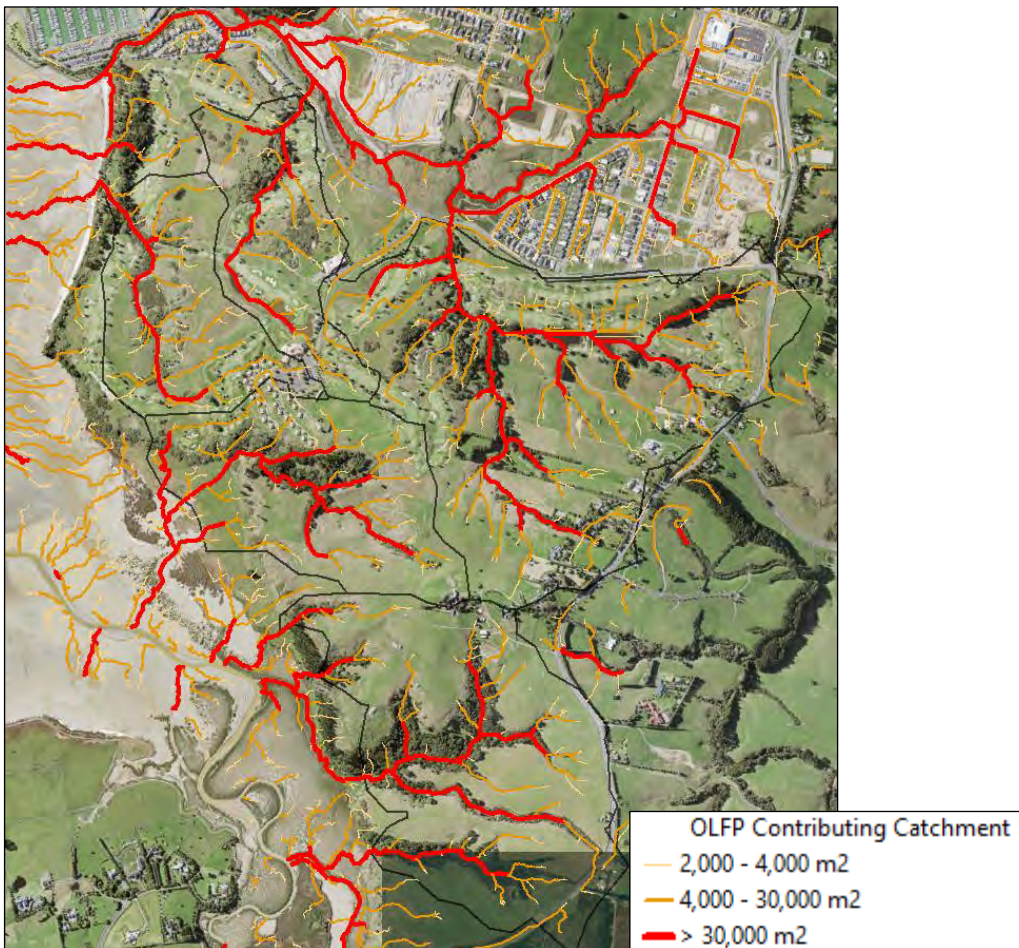 OLFP Contributing Catchment
2,000 - 4,000 m2
4,000 - 30,000 m2
> 30,000 m2